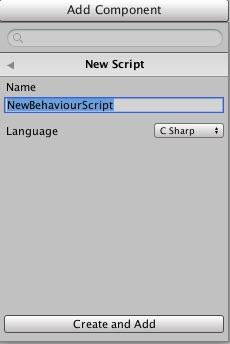 Add Component
New Script
Name
NewBehaviourScript
Language C Sharp
Create and Add